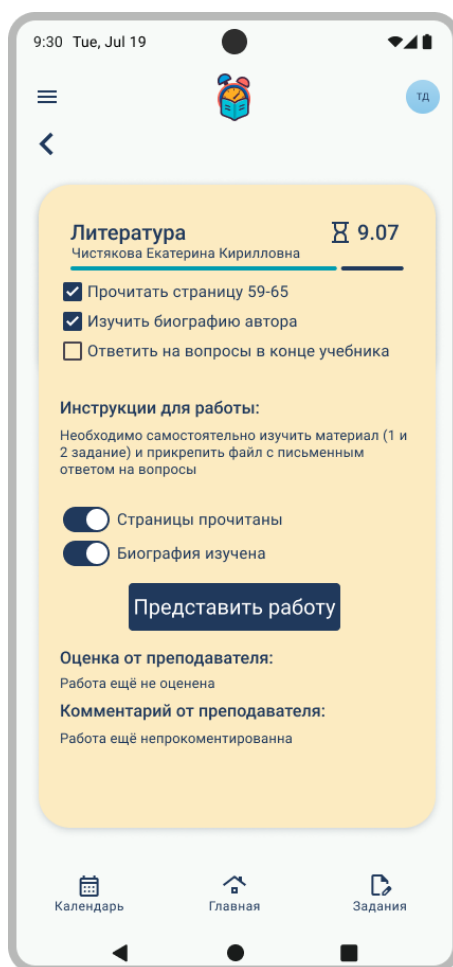 9:30 Tue, Jul 19
ТД
Литература
9.07
Чистякова Екатерина Кирилловна
Прочитать страницу 59-65
Изучить биографию автора
Ответить на вопросы в конце учебника
Инструкции для работы:
Необходимо самостоятельно изучить материал (1 и
2 задание) и прикрепить файл с письменным
ответом на вопросы
Страницы прочитаны
Биография изучена
Представить работу
Оценка от преподавателя:
Работа ещё не оценена
Комментарий от преподавателя:
Работа ещё непрокоментированна
Календарь
Главная
Задания